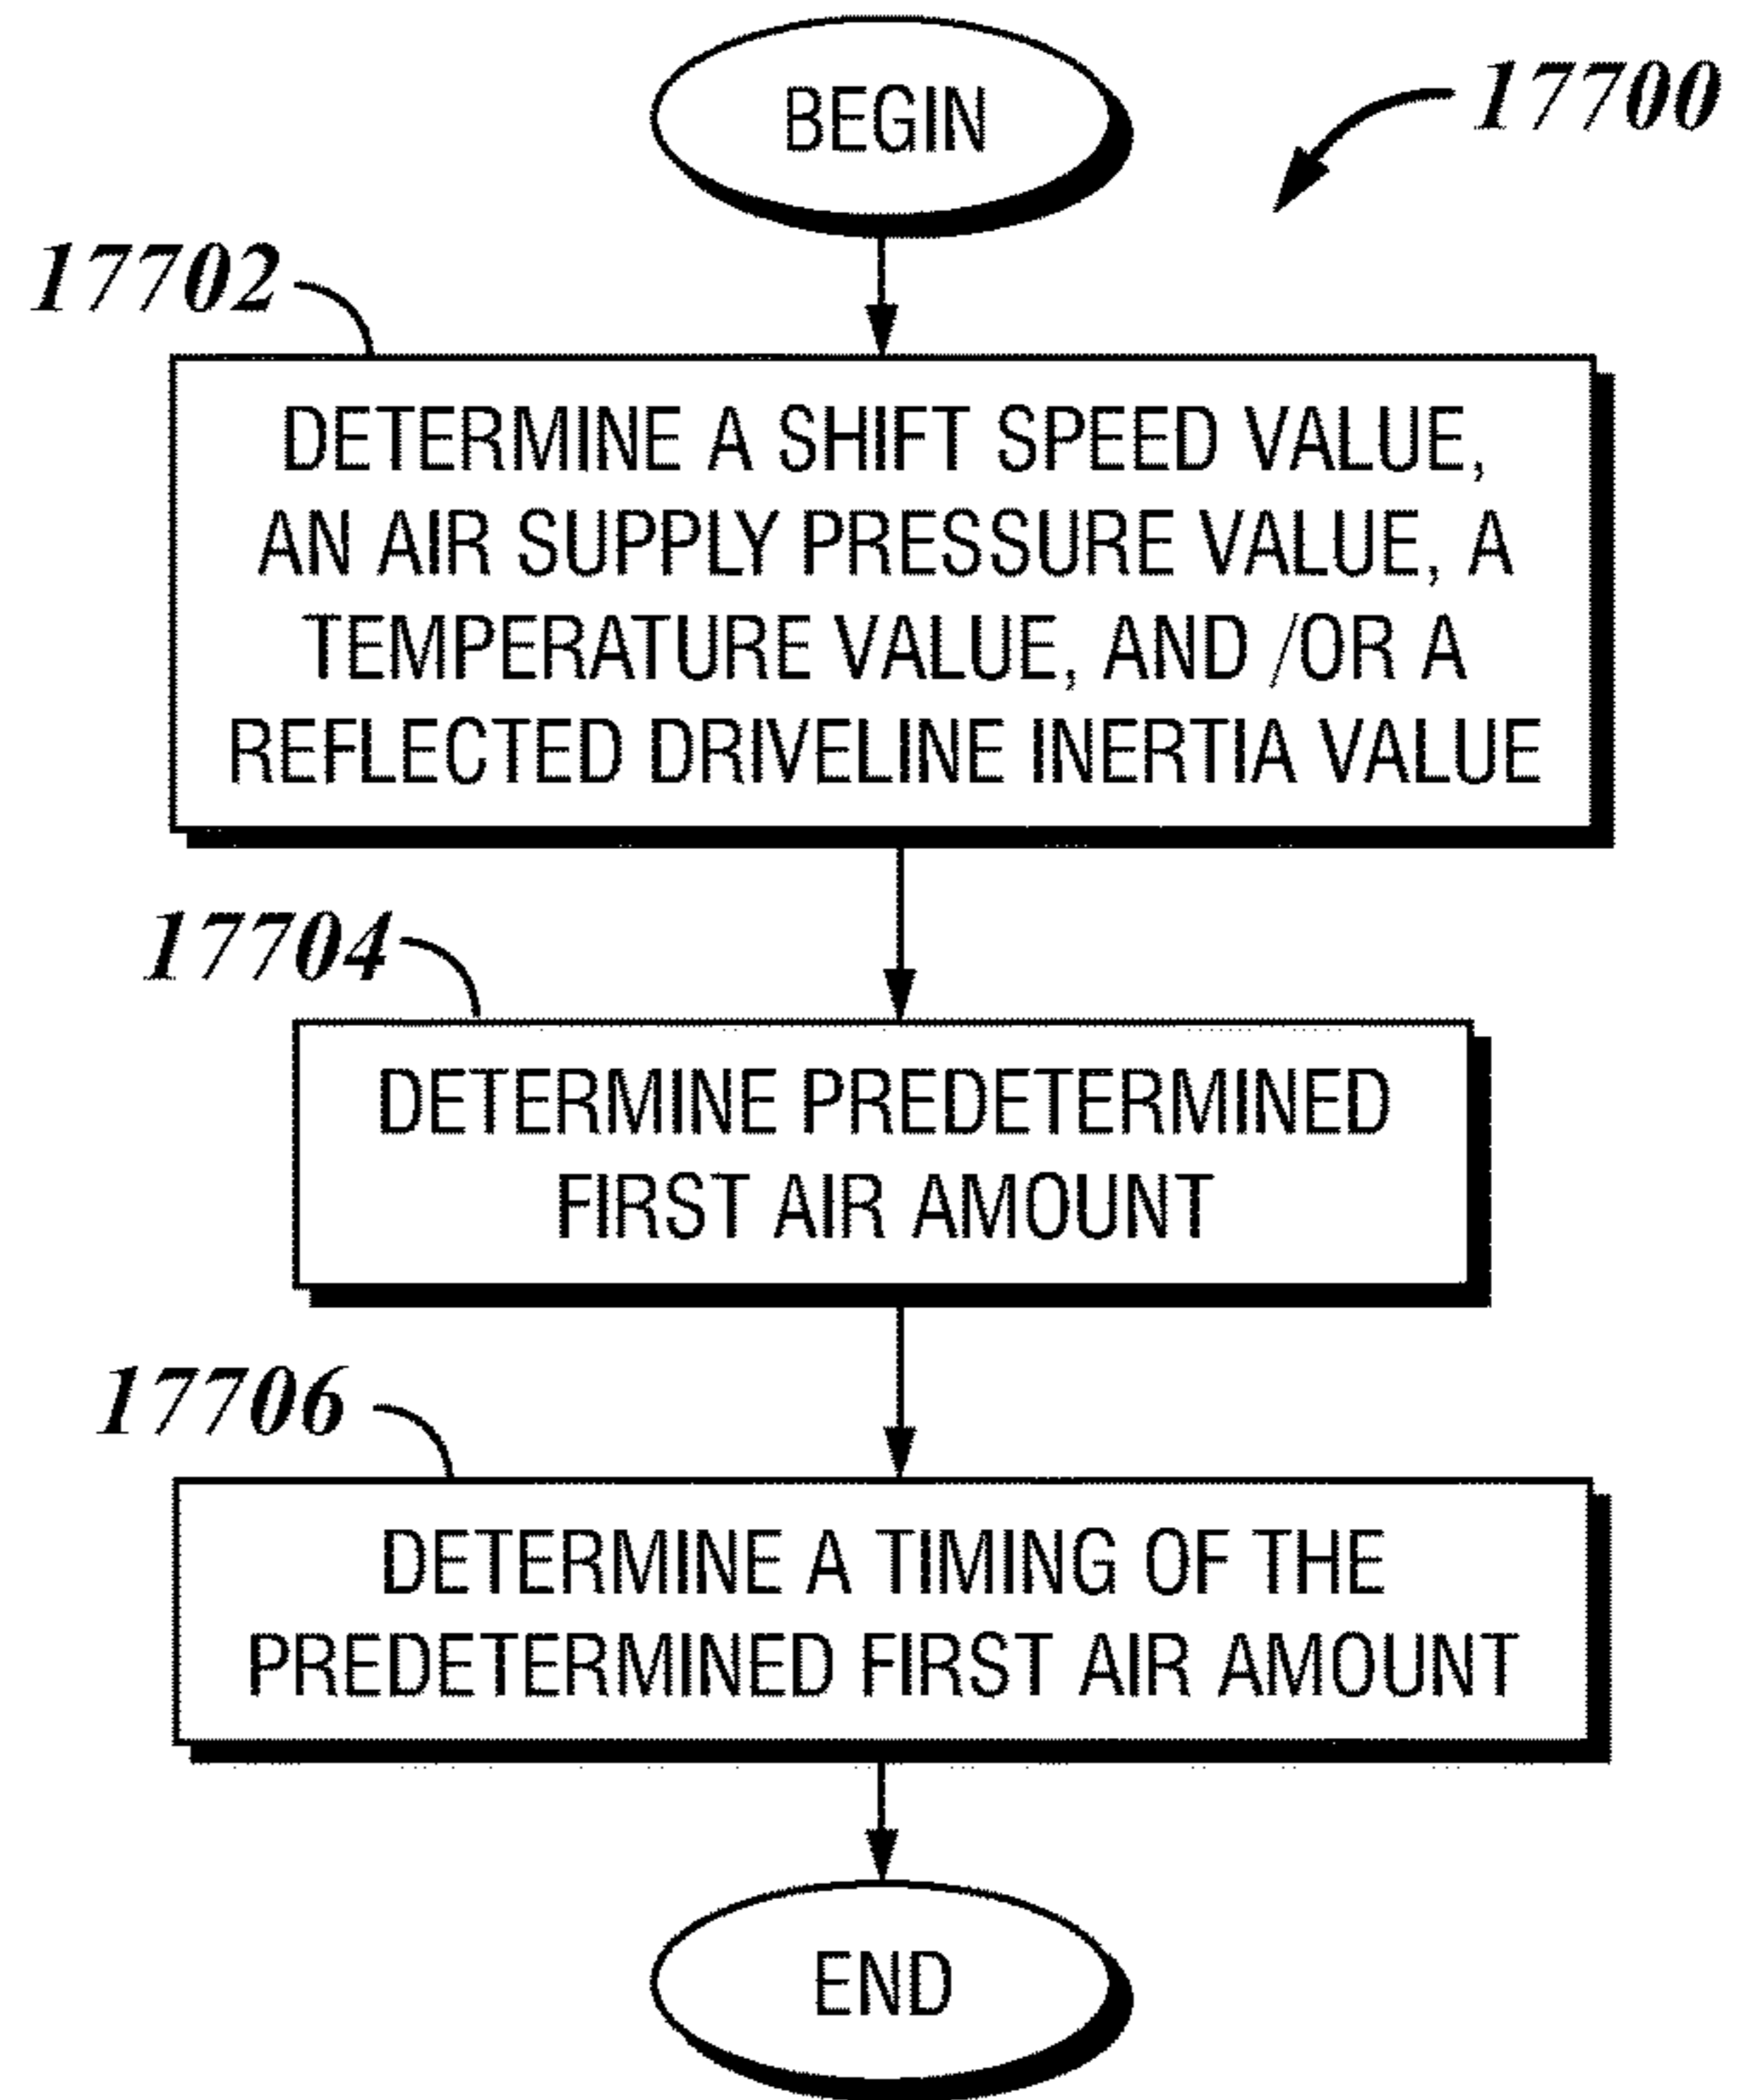 BEGIN
17700
17702
DETERMINE A SHIFT SPEED VALUE,
AN AIR SUPPLY PRESSURE VALUE, A
TEMPERATURE VALUE, AND /OR A
REFLECTED DRIVELINE INERTIA VALUE
17704
DETERMINE PREDETERMINED
FIRST AIR AMOUNT
17706
DETERMINE A TIMING OF THE
PREDETERMINED FIRST AIR AMOUNT
END